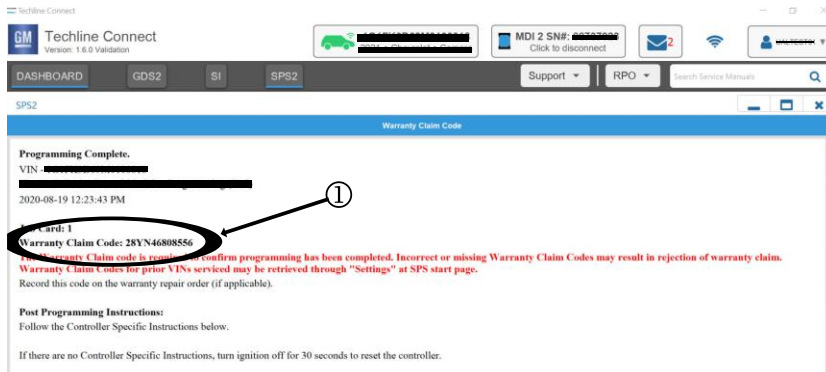 Techline Connect
GM Techline Connect
Version: 1.6.0 Validation
2021 - Chevrolet - Camaro
MDI 2 SN#:
Click to disconnect
2
DASHBOARD GDS2 SI SPS2 Support RPO Search Service Manuals
SPS2
Warranty Claim Code
Programming Complete.
VIN -
2020-08-19 12:23:43 PM
1
Job Card: 1
Warranty Claim Code: 28YN46808556
The Warranty Claim code is required to confirm programming has been completed. Incorrect or missing Warranty Claim Codes may result in rejection of warranty claim.
Warranty Claim Codes for prior VINs serviced may be retrieved through "Settings" at SPS start page.
Record this code on the warranty repair order (if applicable).
Post Programming Instructions:
Follow the Controller Specific Instructions below.
If there are no Controller Specific Instructions, turn ignition off for 30 seconds to reset the controller.